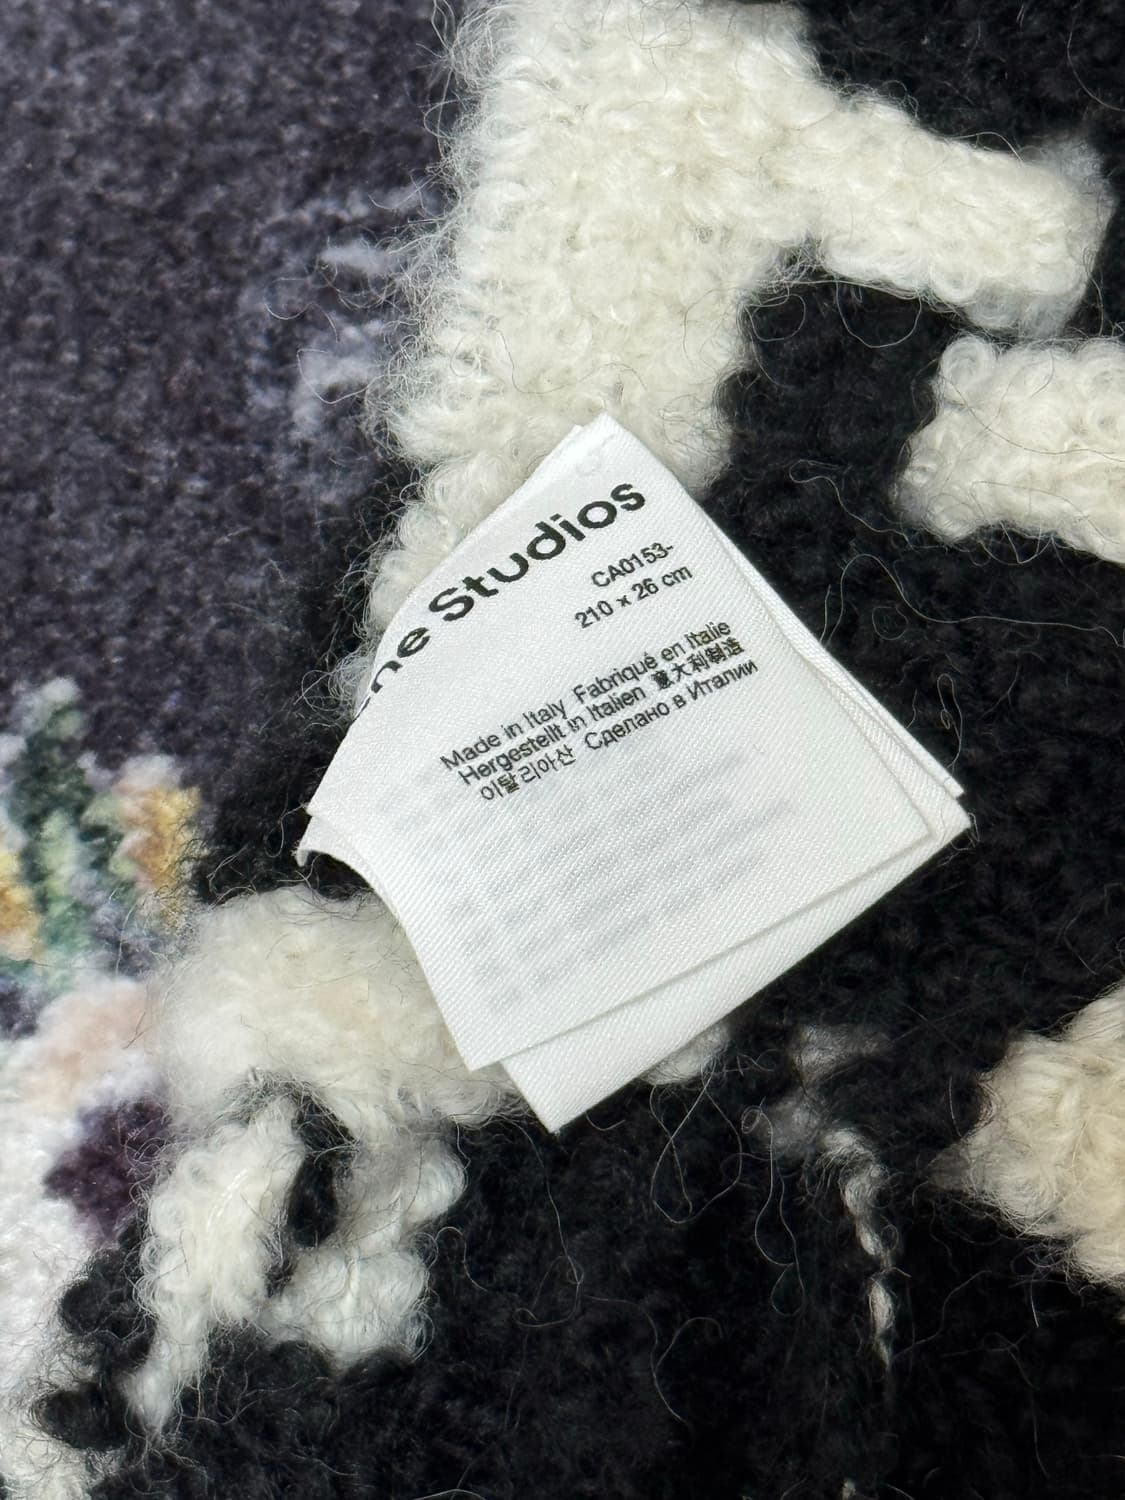 ne Studios
CA0153-
210 x 26 cm
Made in Italy Fabriqué en Italie
Hergestellt in Italien 意大利制造
이탈리아산 Сделано в Италии